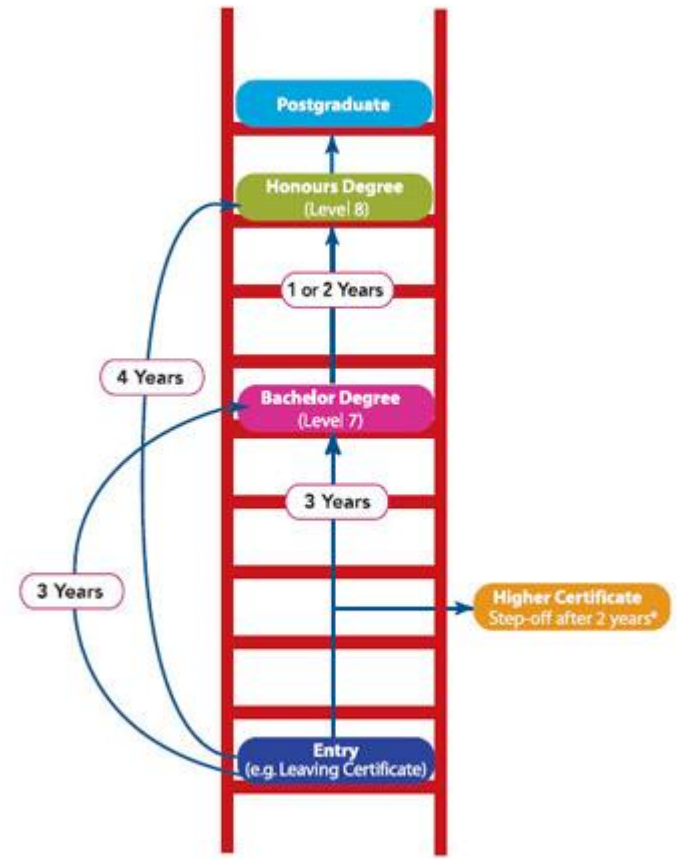 Postgraduate
Honours Degree
(Level 8)
1 or 2 Years
4 Years
Bachelor Degree
(Level 7)
3 Years
3 Years
Higher Certificate
Step-off after 2 years*
Entry
(e.g. Leaving Certificate)